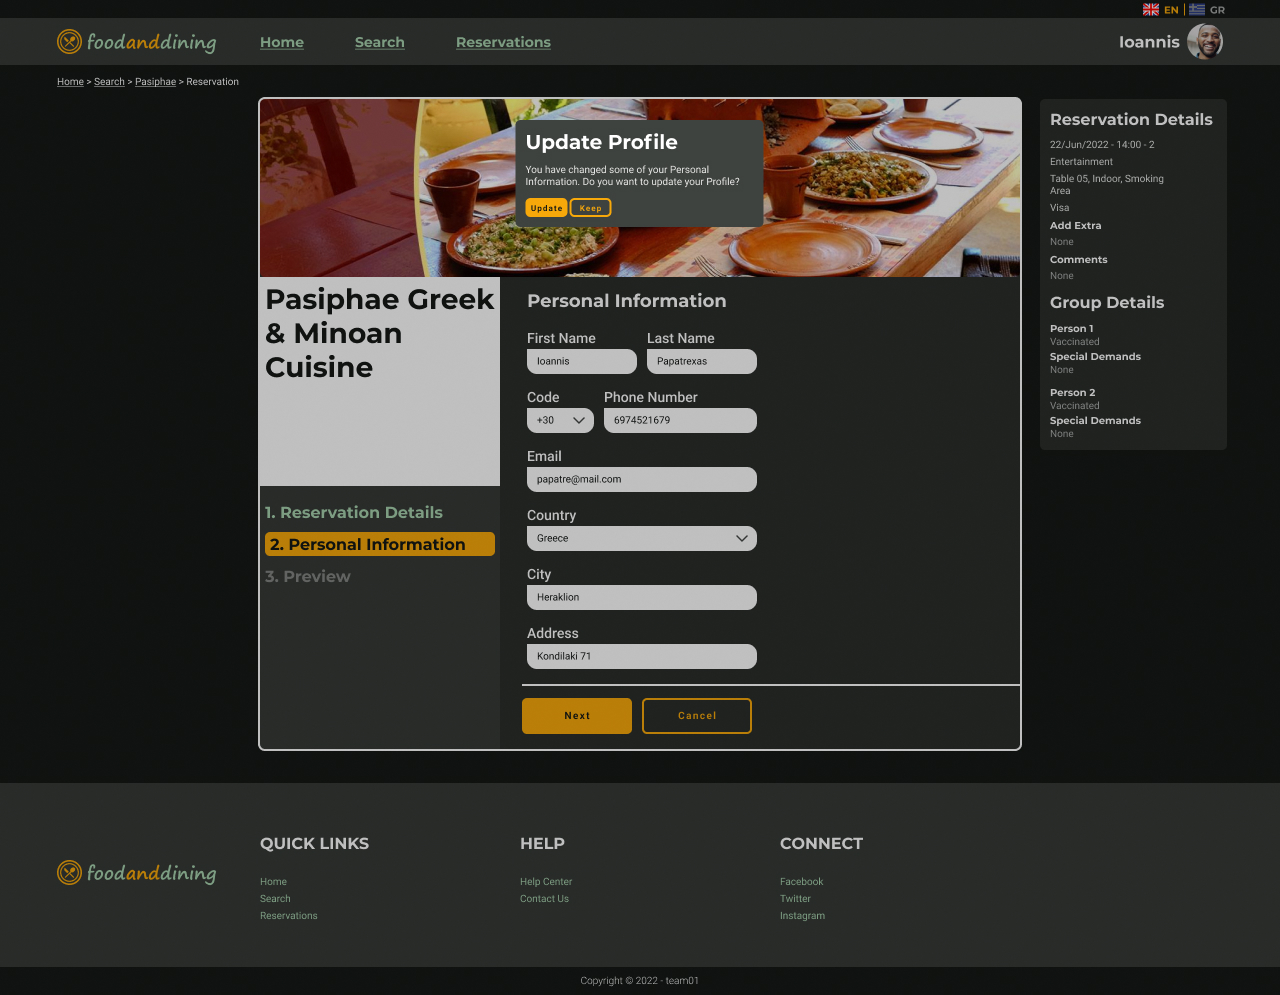 EN | GR
foodanddining
Home
Search
Reservations
Ioannis
Home > Search > Pasiphae > Reservation
Update Profile
You have changed some of your Personal
Information. Do you want to update your Profile?
Update
Keep
Pasiphae Greek
& Minoan
Cuisine
1. Reservation Details
2. Personal Information
3. Preview
Personal Information
First Name
Last Name
Ioannis
Papatrexas
Code
Phone Number
+30
6974521679
Email
papatre@mail.com
Country
Greece
City
Heraklion
Address
Kondilaki 71
Next
Cancel
Reservation Details
22/Jun/2022 - 14:00 - 2
Entertainment
Table 05, Indoor, Smoking
Area
Visa
Add Extra
None
Comments
None
Group Details
Person 1
Vaccinated
Special Demands
None
Person 2
Vaccinated
Special Demands
None
foodanddining
QUICK LINKS
Home
Search
Reservations
HELP
Help Center
Contact Us
CONNECT
Facebook
Twitter
Instagram
Copyright © 2022 - team01